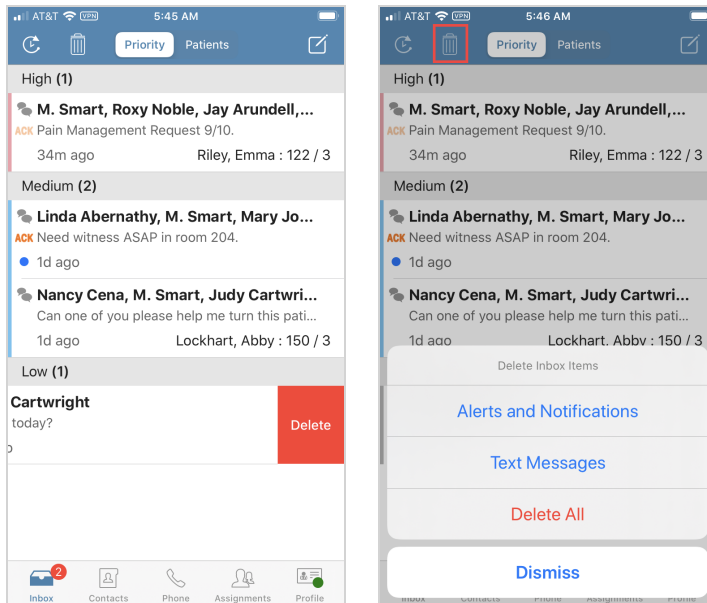 AT&T VPN 5:45 AM
Priority Patients
High (1)
M. Smart, Roxy Noble, Jay Arundell,...
ACK Pain Management Request 9/10.
34m ago Riley, Emma : 122 / 3
Medium (2)
Linda Abernathy, M. Smart, Mary Jo...
ACK Need witness ASAP in room 204.
1d ago
Nancy Cena, M. Smart, Judy Cartwri...
Can one of you please help me turn this pati...
1d ago Lockhart, Abby : 150 / 3
Low (1)
Cartwright
today?
Delete
2
Inbox Contacts Phone Assignments Profile
AT&T VPN 5:46 AM
Priority Patients
High (1)
M. Smart, Roxy Noble, Jay Arundell,...
ACK Pain Management Request 9/10.
34m ago Riley, Emma : 122 / 3
Medium (2)
Linda Abernathy, M. Smart, Mary Jo...
ACK Need witness ASAP in room 204.
1d ago
Nancy Cena, M. Smart, Judy Cartwri...
Can one of you please help me turn this pati...
1d ago Lockhart, Abby : 150 / 3
Delete Inbox Items
Alerts and Notifications
Text Messages
Delete All
Dismiss
Inbox Contacts Phone Assignments Profile